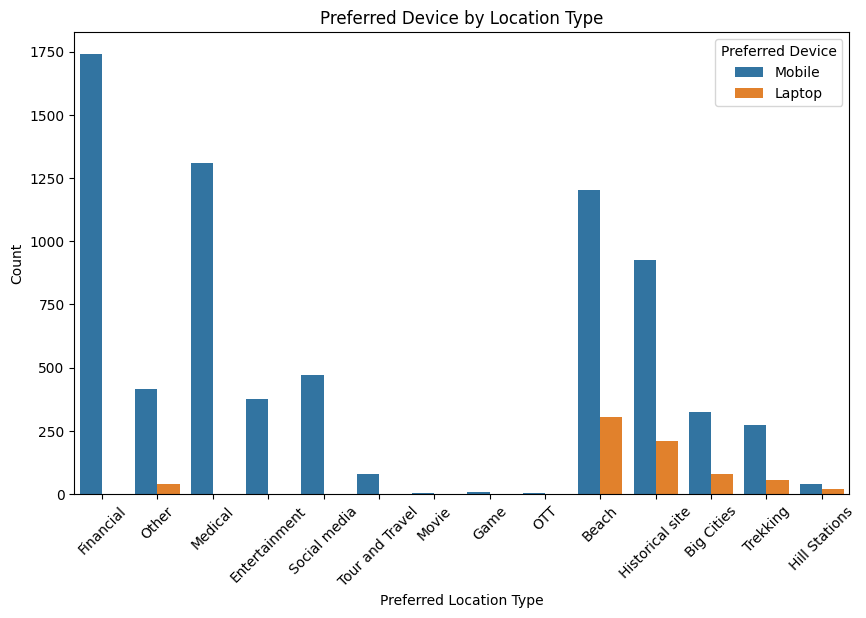 Preferred Device by Location Type
Preferred Device
Mobile
Laptop
Count
1750
1500
1250
1000
750
500
250
0
Financial
Other
Medical
Entertainment
Social media
Tour and Travel
Movie
Game
OTT
Beach
Historical site
Big Cities
Trekking
Hill Stations
Preferred Location Type